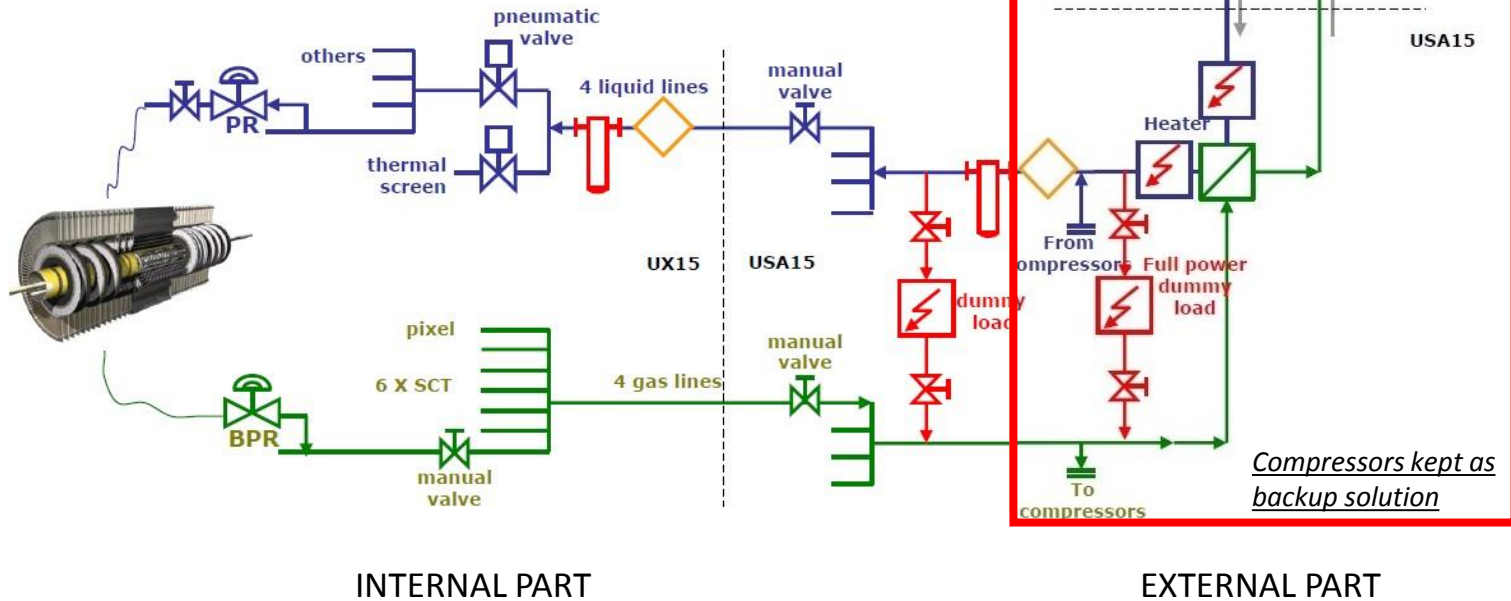 pneumatic
valve
others
4 liquid lines
manual
valve
PR
thermal
screen
UX15
USA15
USA15
Heater
From
ompressors
Full power
dummy
load
dummy
load
pixel
6 X SCT
4 gas lines
manual
valve
BPR
manual
valve
To
compressors
Compressors kept as
backup solution
INTERNAL PART
EXTERNAL PART